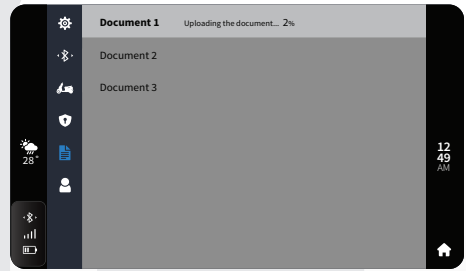 Document 1 Uploading the document... 2%
Document 2
Document 3
28°
12
49
AM